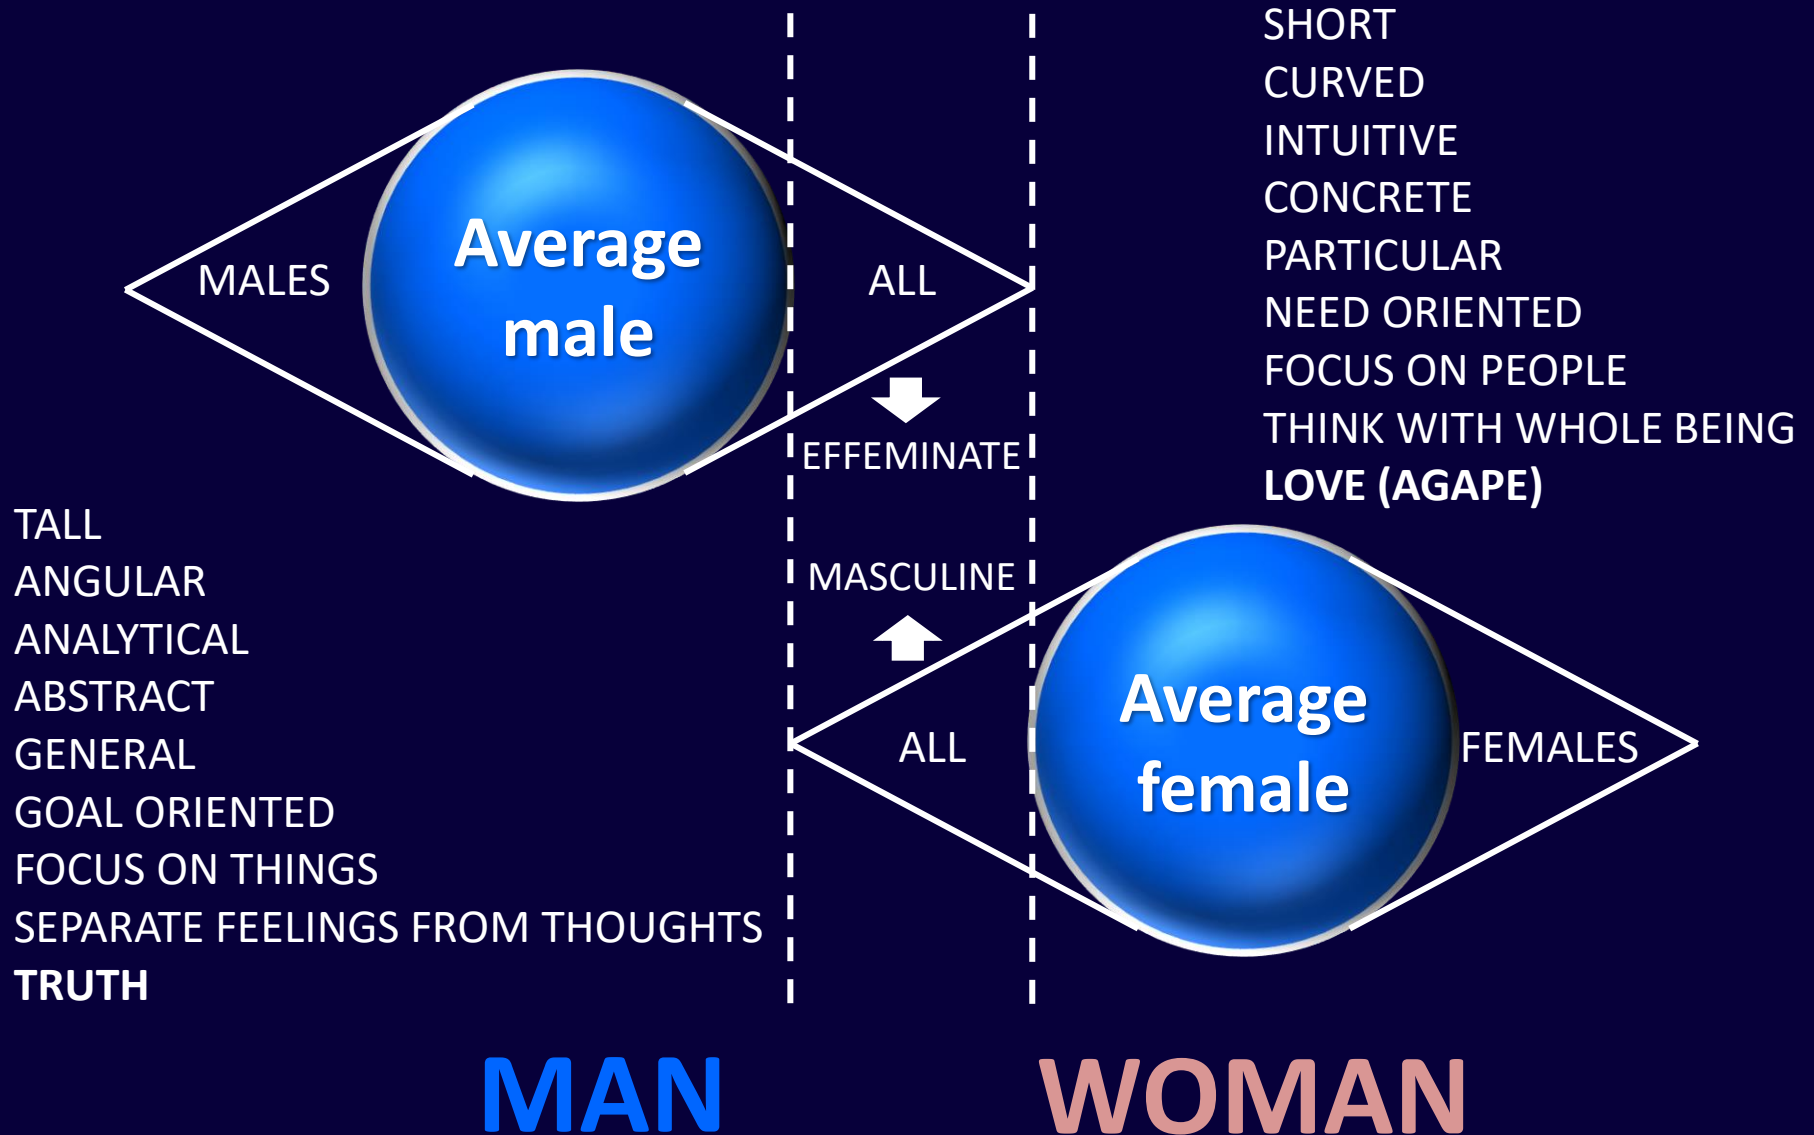 SHORT
CURVED
INTUITIVE
CONCRETE
PARTICULAR
NEED ORIENTED
FOCUS ON PEOPLE
THINK WITH WHOLE BEING
LOVE (AGAPE)
MALES
Average
male
ALL
EFFEMINATE
TALL
ANGULAR
ANALYTICAL
ABSTRACT
GENERAL
GOAL ORIENTED
FOCUS ON THINGS
SEPARATE FEELINGS FROM THOUGHTS
TRUTH
MASCULINE
ALL
Average
female
FEMALES
MAN
WOMAN